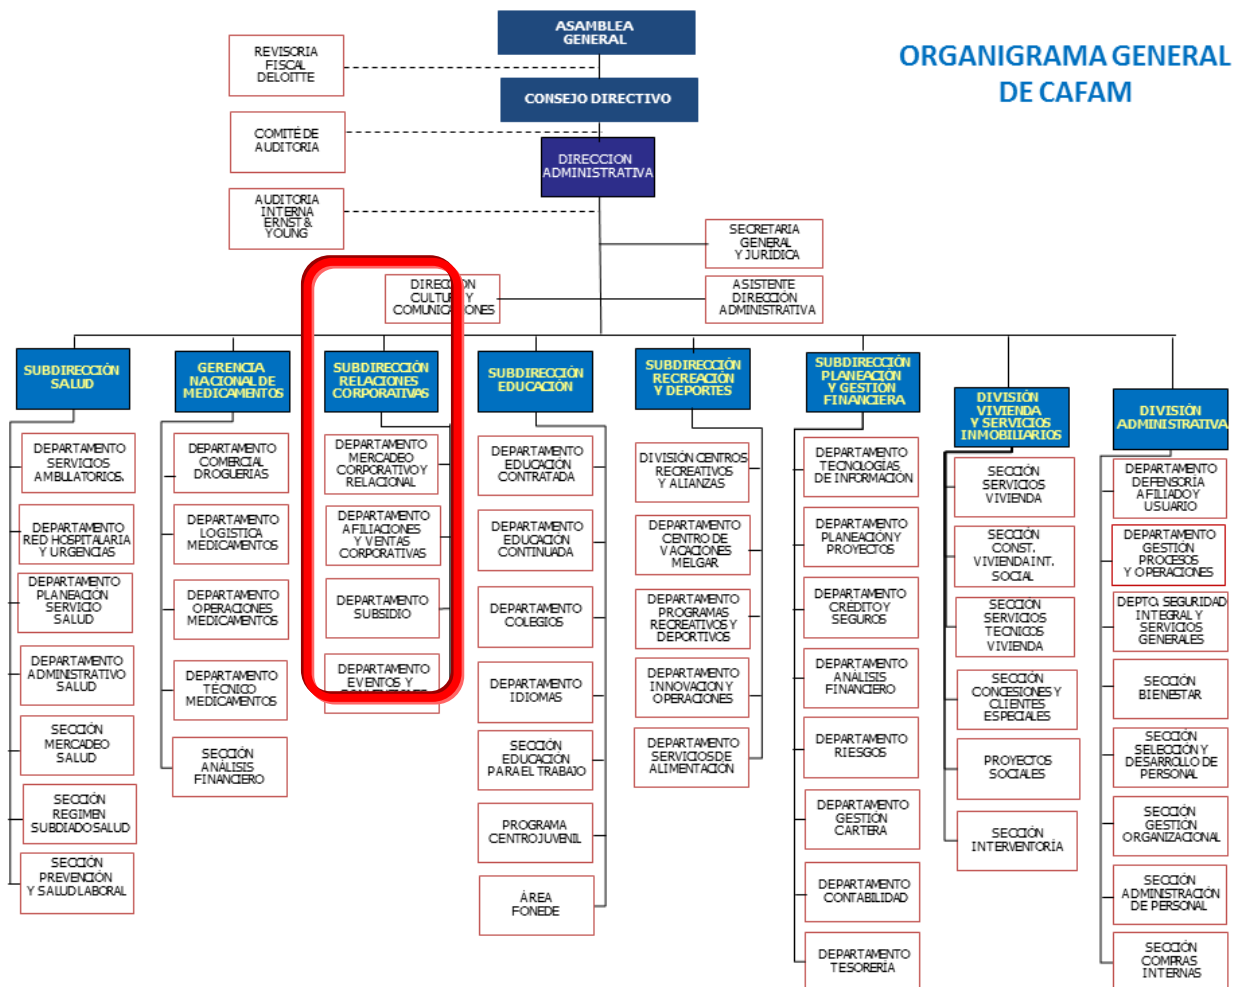 ORGANIGRAMA GENERAL
DE CAFAM
ASAMBLEA
GENERAL
REVISORIA
FISCAL
DELOITTE
CONSEJO DIRECTIVO
COMITÉ DE
AUDITORIA
DIRECCION
ADMINISTRATIVA
AUDITORIA
INTERNA
ERNST &
YOUNG
SECRETARIA
GENERAL
Y JURÍDICA
DIRECCIÓN
CULTURA Y
COMUNICACIONES
ASISTENTE
DIRECCIÓN
ADMINISTRATIVA
SUBDIRECCIÓN
SALUD
DEPARTAMENTO
SERVICIOS
AMBULATORIOS.
DEPARTAMENTO
RED HOSPITALARIA
Y URGENCIAS
DEPARTAMENTO
PLANEACIÓN
SERVICIO
SALUD
DEPARTAMENTO
ADMINISTRATIVO
SALUD
SECCIÓN
MERCADEO
SALUD
SECCIÓN
REGIMEN
SUBDIADO SALUD
SECCIÓN
PREVENCIÓN
Y SALUD LABORAL
GERENCIA
NACIONAL DE
MEDICAMENTOS
DEPARTAMENTO
COMERCIAL
DROGUERIAS
DEPARTAMENTO
LOGISTICA
MEDICAMENTOS
DEPARTAMENTO
OPERACIONES
MEDICAMENTOS
DEPARTAMENTO
TÉCNICO
MEDICAMENTOS
SECCIÓN
ANÁLISIS
FINANCIERO
SUBDIRECCIÓN
RELACIONES
CORPORATIVAS
DEPARTAMENTO
MERCADEO
CORPORATIVO Y
RELACIONAL
DEPARTAMENTO
AFILIACIONES
Y VENTAS
CORPORATIVAS
DEPARTAMENTO
SUBSIDIO
DEPARTAMENTO
EVENTOS Y
SUBDIRECCIÓN
EDUCACIÓN
DEPARTAMENTO
EDUCACIÓN
CONTRATADA
DEPARTAMENTO
EDUCACIÓN
CONTINUADA
DEPARTAMENTO
COLEGIOS
DEPARTAMENTO
IDIOMAS
SECCIÓN
EDUCACIÓN
PARA EL TRABAJO
PROGRAMA
CENTRO JUVENIL
ÁREA
FONEDE
SUBDIRECCIÓN
RECREACIÓN
Y DEPORTES
DIVISIÓN CENTROS
RECREATIVOS
Y ALIANZAS
DEPARTAMENTO
CENTRO DE
VACACIONES
MELGAR
DEPARTAMENTO
PROGRAMAS
RECREATIVOS Y
DEPORTIVOS
DEPARTAMENTO
INNOVACION Y
OPERACIONES
DEPARTAMENTO
SERVICIOS DE
ALIMENTACIÓN
SUBDIRECCIÓN
PLANEACIÓN
Y GESTIÓN
FINANCIERA
DEPARTAMENTO
TECNOLOGÍAS
DE INFORMACIÓN
DEPARTAMENTO
PLANEACIÓN Y
PROYECTOS
DEPARTAMENTO
CRÉDITO Y
SEGUROS
DEPARTAMENTO
ANÁLISIS
FINANCIERO
DEPARTAMENTO
RIESGOS
DEPARTAMENTO
GESTIÓN
CARTERA
DEPARTAMENTO
CONTABILIDAD
DEPARTAMENTO
TESORERÍA
DIVISIÓN
VIVIENDA
Y SERVICIOS
INMOBILIARIOS
SECCIÓN
SERVICIOS
VIVIENDA
SECCIÓN
CONST.
VIVIENDA INT.
SOCIAL
SECCIÓN
SERVICIOS
TECNICOS
VIVIENDA
SECCIÓN
CONCESIONES Y
CLIENTES
ESPECIALES
PROYECTOS
SOCIALES
SECCIÓN
INTERVENTORÍA
DIVISIÓN
ADMINISTRATIVA
DEPARTAMENTO
DEFENSORIA
AFILIADO Y
USUARIO
DEPARTAMENTO
GESTIÓN
PROCESOS
Y OPERACIONES
DEPTO. SEGURIDAD
INTEGRAL Y
SERVICIOS
GENERALES
SECCIÓN
BIENESTAR
SECCIÓN
SELECCIÓN Y
DESARROLLO DE
PERSONAL
SECCIÓN
GESTIÓN
ORGANIZACIONAL
SECCIÓN
ADMINISTRACIÓN
DE PERSONAL
SECCIÓN
COMPRAS
INTERNAS